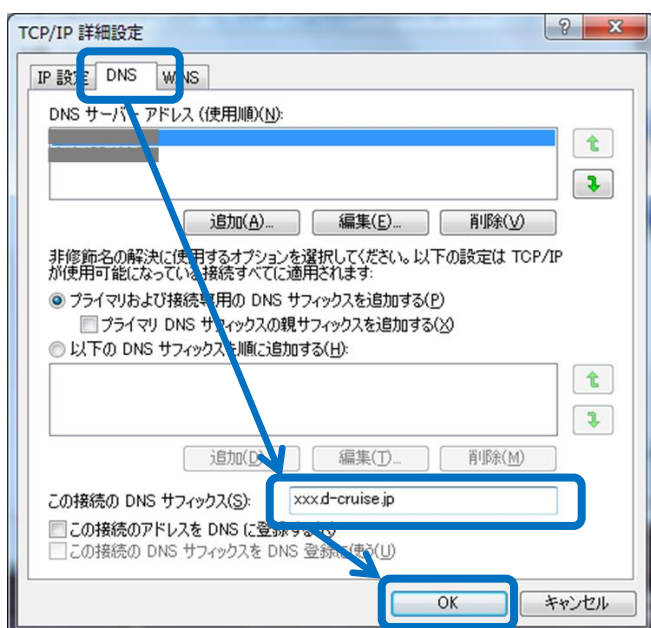 TCP/IP 詳細設定
IP 設定 DNS WINS
DNS サーバー アドレス (使用順)(N):
追加(A)... 編集(E)... 削除(V)
非修飾名の解決に使用するオプションを選択してください。以下の設定は TCP/IP
が使用可能になっている接続すべてに適用されます:
プライマリおよび接続専用の DNS サフィックスを追加する(P)
プライマリ DNS サフィックスの親サフィックスを追加する(X)
以下の DNS サフィックスを順に追加する(H):
追加(D)... 編集(T)... 削除(M)
この接続の DNS サフィックス(S): xxx.d-cruise.jp
この接続のアドレスを DNS に登録する(R)
この接続の DNS サフィックスを DNS 登録に使う(U)
OK キャンセル